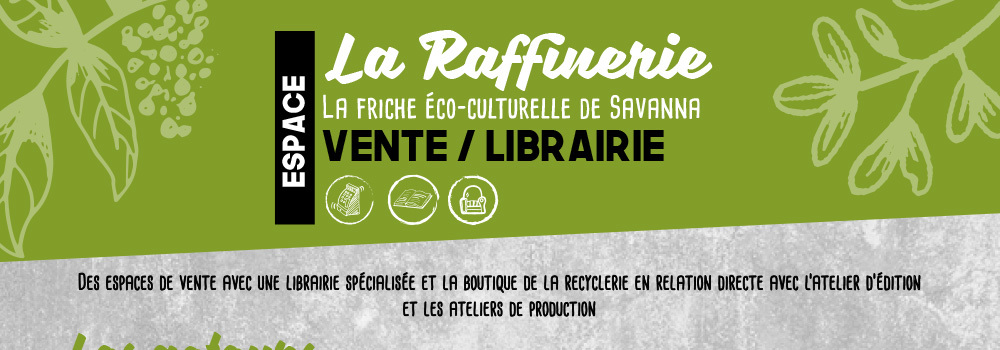 La Raffinerie
La friche éco-culturelle de Savanna
ESPACE
VENTE / LIBRAIRIE
Des espaces de vente avec une librairie spécialisée et la boutique de la recyclerie en relation directe avec l'atelier d'édition
et les ateliers de production